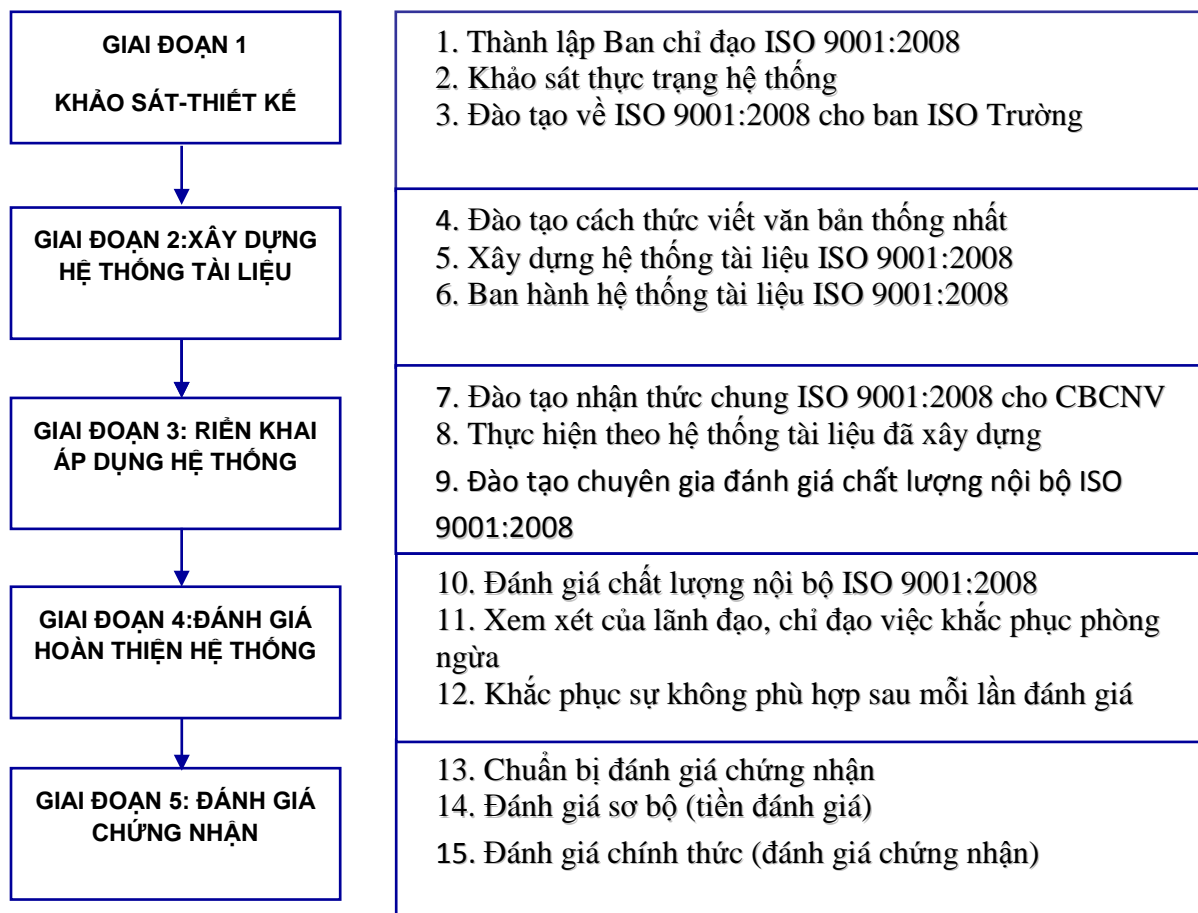 GIAI ĐOẠN 1
KHẢO SÁT-THIẾT KẾ
1. Thành lập Ban chỉ đạo ISO 9001:2008
2. Khảo sát thực trạng hệ thống
3. Đào tạo về ISO 9001:2008 cho ban ISO Trường
GIAI ĐOẠN 2:XÂY DỰNG
HỆ THỐNG TÀI LIỆU
4. Đào tạo cách thức viết văn bản thống nhất
5. Xây dựng hệ thống tài liệu ISO 9001:2008
6. Ban hành hệ thống tài liệu ISO 9001:2008
GIAI ĐOẠN 3: RIỂN KHAI
ÁP DỤNG HỆ THỐNG
7. Đào tạo nhận thức chung ISO 9001:2008 cho CBCNV
8. Thực hiện theo hệ thống tài liệu đã xây dựng
9. Đào tạo chuyên gia đánh giá chất lượng nội bộ ISO
9001:2008
GIAI ĐOẠN 4:ĐÁNH GIÁ
HOÀN THIỆN HỆ THỐNG
10. Đánh giá chất lượng nội bộ ISO 9001:2008
11. Xem xét của lãnh đạo, chỉ đạo việc khắc phục phòng
ngừa
12. Khắc phục sự không phù hợp sau mỗi lần đánh giá
GIAI ĐOẠN 5: ĐÁNH GIÁ
CHỨNG NHẬN
13. Chuẩn bị đánh giá chứng nhận
14. Đánh giá sơ bộ (tiền đánh giá)
15. Đánh giá chính thức (đánh giá chứng nhận)